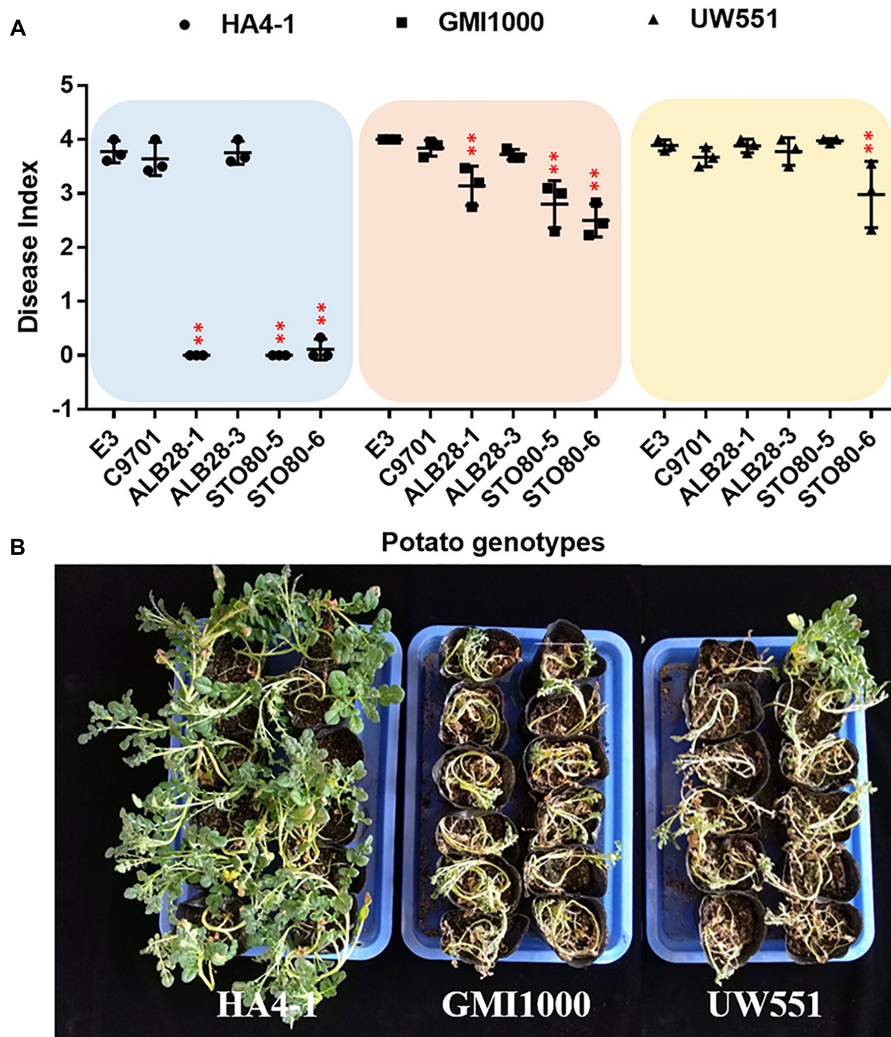 A
HA4-1 GMI1000 UW551
Disease Index
5
4
3
2
1
0
-1
** ** ** ** ** ** **
E3 C9701 ALB28-1 ALB28-3 STO80-5 STO80-6 E3 C9701 ALB28-1 ALB28-3 STO80-5 STO80-6 E3 C9701 ALB28-1 ALB28-3 STO80-5 STO80-6
Potato genotypes
B
HA4-1 GMI1000 UW551